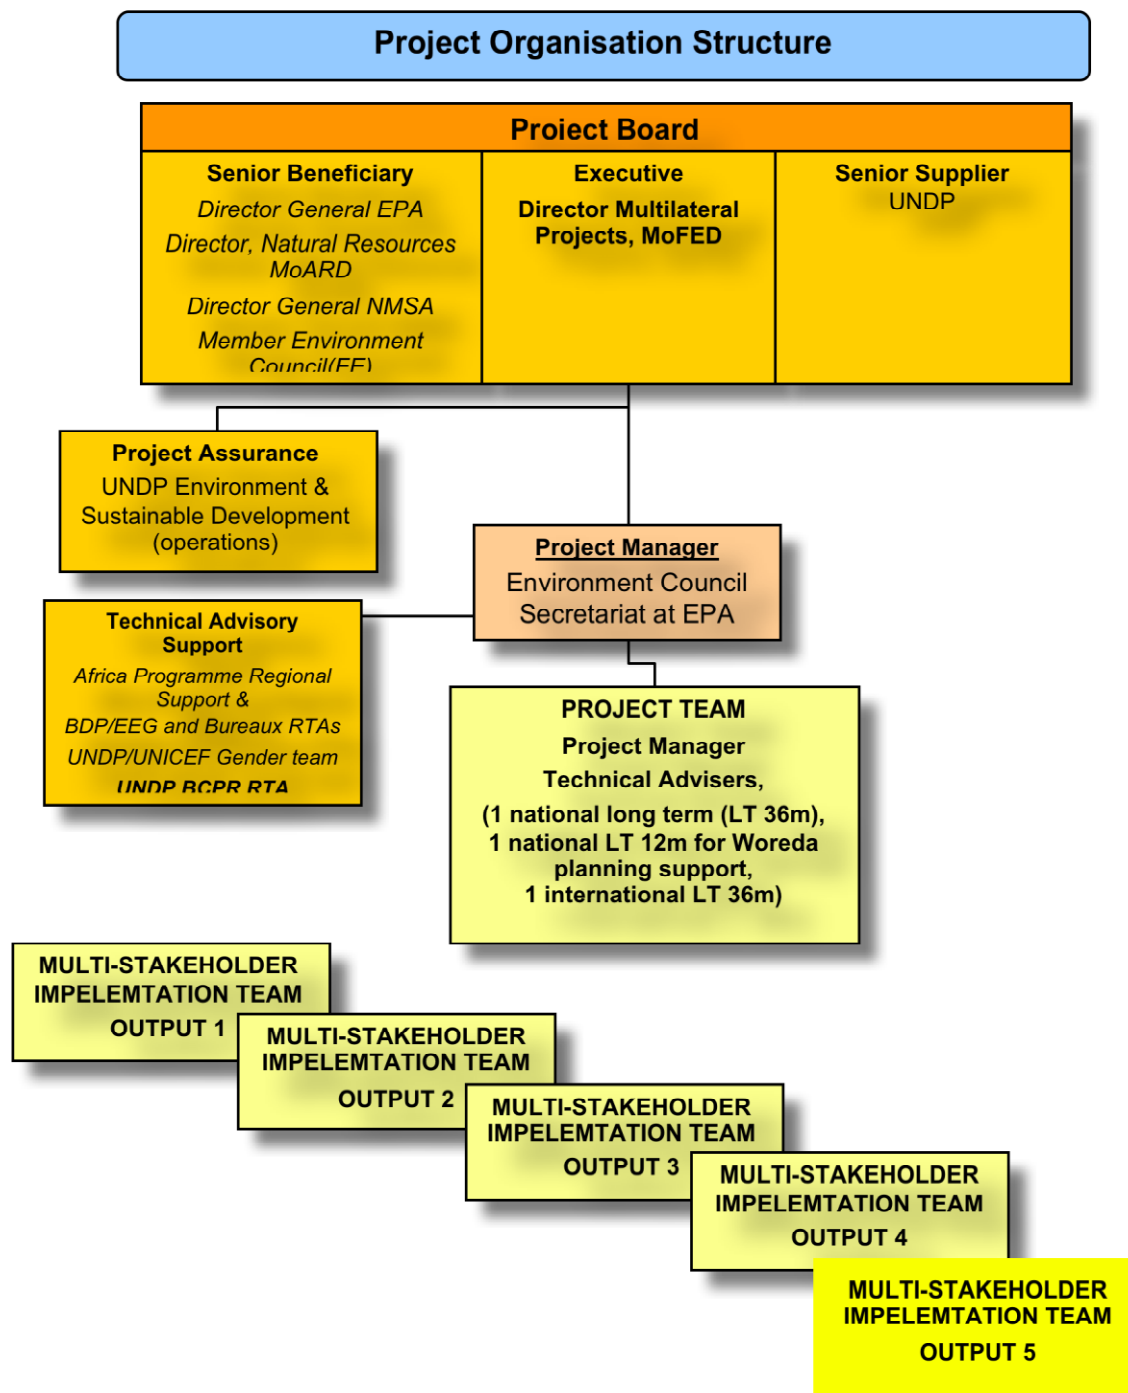 Project Organisation Structure
Project Board
Senior Beneficiary
Director General EPA
Director, Natural Resources
MoARD
Director General NMSA
Member Environment
Council(EE)
Executive
Director Multilateral
Projects, MoFED
Senior Supplier
UNDP
Project Assurance
UNDP Environment &
Sustainable Development
(operations)
Project Manager
Environment Council
Secretariat at EPA
Technical Advisory
Support
Africa Programme Regional
Support &
BDP/EEG and Bureaux RTAs
UNDP/UNICEF Gender team
UNDP BCPR RTA
PROJECT TEAM
Project Manager
Technical Advisers,
(1 national long term (LT 36m),
1 national LT 12m for Woreda
planning support,
1 international LT 36m)
MULTI-STAKEHOLDER
IMPELEMTATION TEAM
OUTPUT 1
MULTI-STAKEHOLDER
IMPELEMTATION TEAM
OUTPUT 2
MULTI-STAKEHOLDER
IMPELEMTATION TEAM
OUTPUT 3
MULTI-STAKEHOLDER
IMPELEMTATION TEAM
OUTPUT 4
MULTI-STAKEHOLDER
IMPELEMTATION TEAM
OUTPUT 5